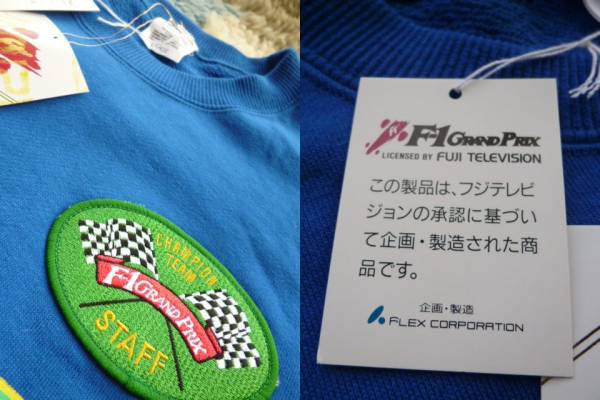 CHAMPION
TEAM
F-1 GRAND PRIX
STAFF
F-1 GRAND PRIX
LICENSED BY FUJI TELEVISION
この製品は、フジテレビ
ジョンの承認に基づい
て企画・製造された商
品です。
企画・製造
FLEX CORPORATION